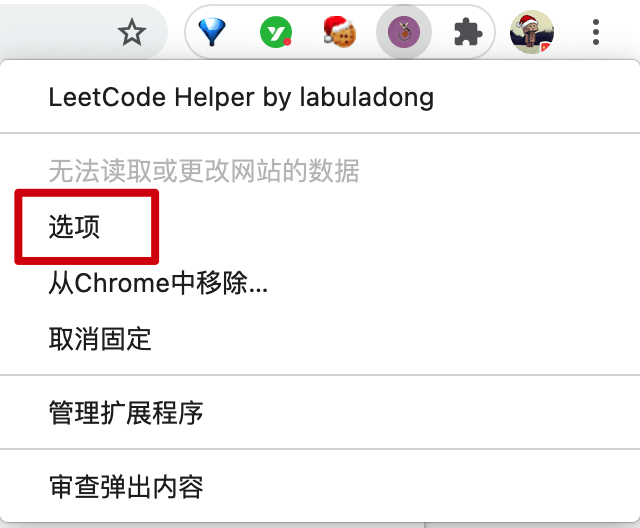 LeetCode Helper by labuladong
无法读取或更改网站的数据
选项
从Chrome中移除...
取消固定
管理扩展程序
审查弹出内容